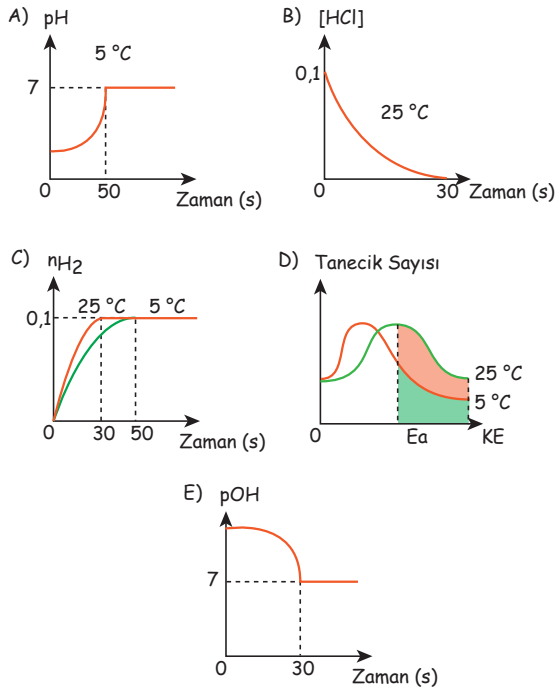 A) pH
5 °C
7
0
50
Zaman (s)
B) [HCl]
0,1
25 °C
0
30
Zaman (s)
C) nH2
25 °C
5 °C
0,1
0
30
50
Zaman (s)
D) Tanecik Sayısı
25 °C
5 °C
0
Ea
KE
E) pOH
7
0
30
Zaman (s)